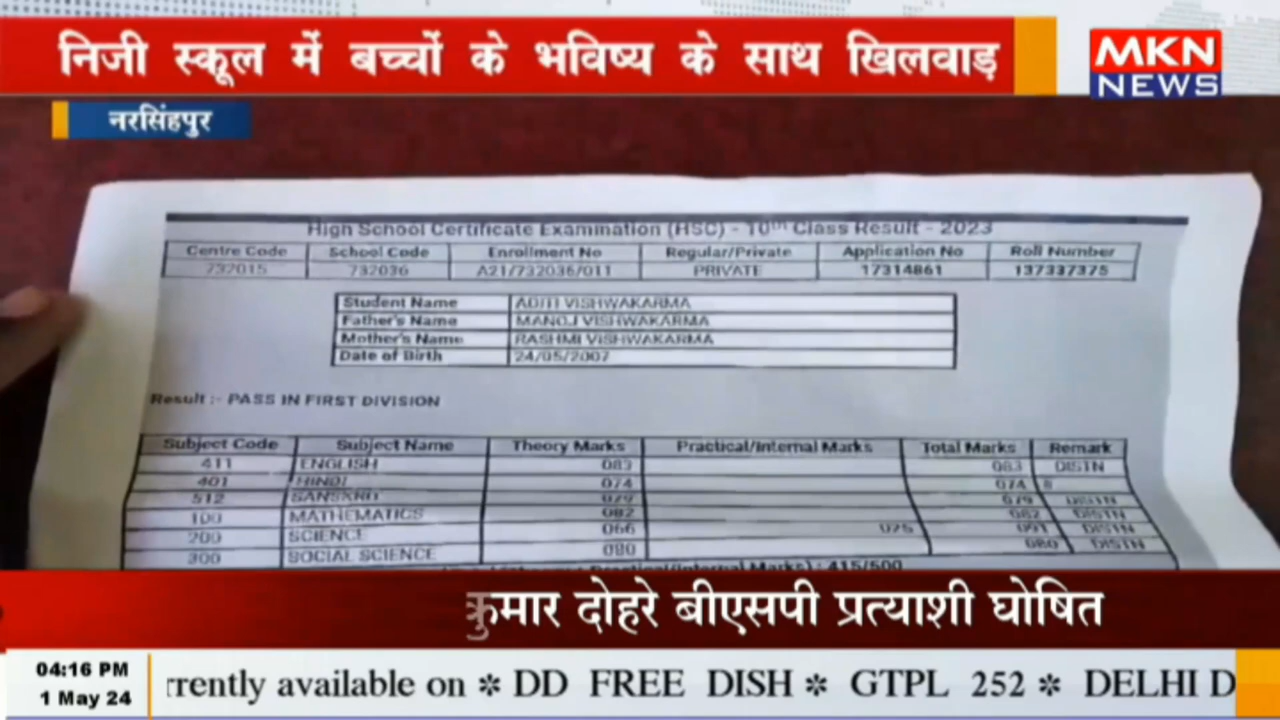 निजी स्कूल में बच्चों के भविष्य के साथ खिलवाड़
MKN
NEWS
नरसिंहपुर
High School Certificate Examination (HSC) - 10th Class Result - 2023
Centre Code School Code Enrollment No Regular/Private Application No Roll Number
732015 732036 A21/732036/011 PRIVATE 17314861 137337375
Student Name ADITI VISHWAKARMA
Father's Name MANOJ VISHWAKARMA
Mother's Name RASHMI VISHWAKARMA
Date of Birth 24/05/2007
Result :- PASS IN FIRST DIVISION
Subject Code Subject Name Theory Marks Practical/Internal Marks Total Marks Remark
411 ENGLISH 083 083 DISTN
401 HINDI 074 074
512 SANSKRIT 079 079 DISTN
100 MATHEMATICS 082 082 DISTN
200 SCIENCE 066 025 091 DISTN
300 SOCIAL SCIENCE 080 080 DISTN
Practical/Internal Marks) : 415/500
कुमार दोहरे बीएसपी प्रत्याशी घोषित
04:16 PM
1 May 24
rrently available on * DD FREE DISH * GTPL 252 * DELHI D